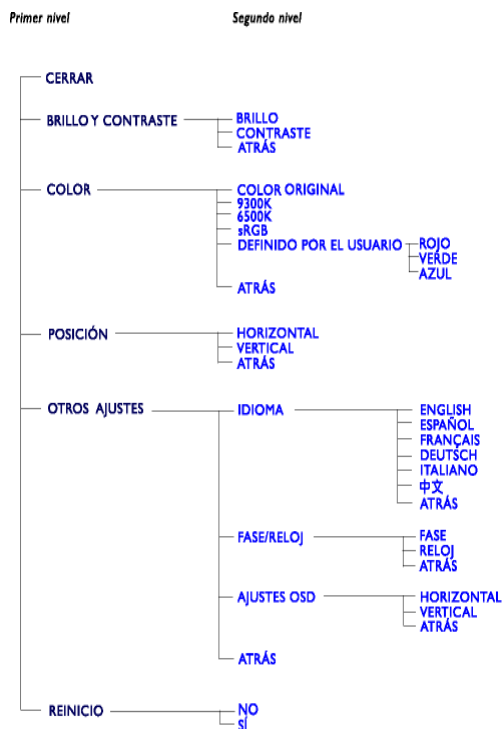 Primer nivel Segundo nivel
CERRAR
BRILLO Y CONTRASTE BRILLO
CONTRASTE
ATRÁS
COLOR COLOR ORIGINAL
9300K
6500K
sRGB
DEFINIDO POR EL USUARIO ROJO
VERDE
AZUL
ATRÁS
POSICIÓN HORIZONTAL
VERTICAL
ATRÁS
OTROS AJUSTES IDIOMA ENGLISH
ESPAÑOL
FRANÇAIS
DEUTSCH
ITALIANO
中文
ATRÁS
FASE/RELOJ FASE
RELOJ
ATRÁS
AJUSTES OSD HORIZONTAL
VERTICAL
ATRÁS
ATRÁS
REINICIO NO
SÍ